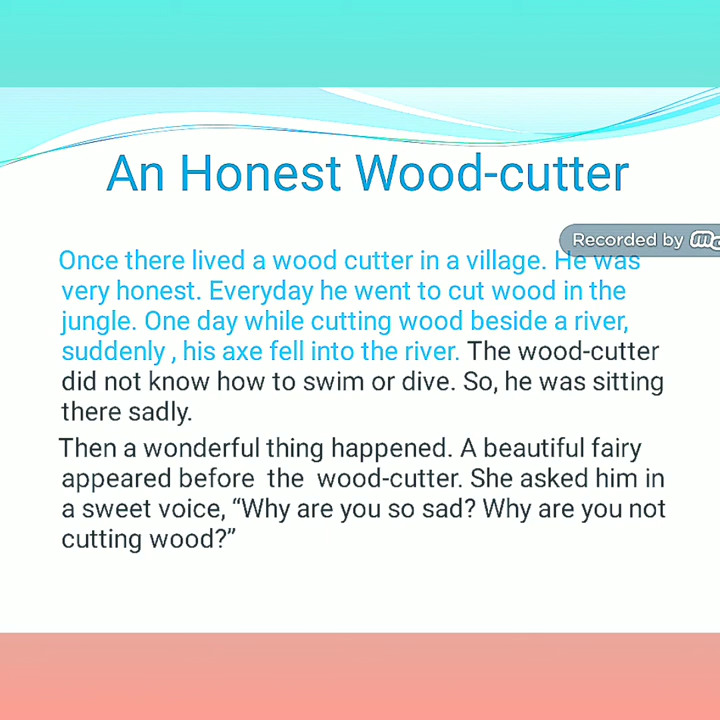 An Honest Wood-cutter
Recorded by
Once there lived a wood cutter in a village. He was
very honest. Everyday he went to cut wood in the
jungle. One day while cutting wood beside a river,
suddenly , his axe fell into the river. The wood-cutter
did not know how to swim or dive. So, he was sitting
there sadly.
Then a wonderful thing happened. A beautiful fairy
appeared before  the  wood-cutter. She asked him in
a sweet voice, “Why are you so sad? Why are you not
cutting wood?”